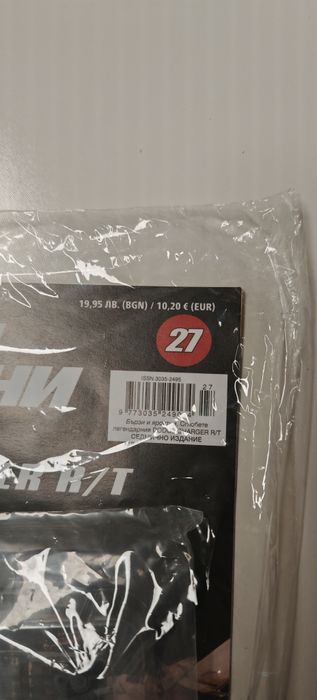 19,95 ЛВ. (BGN) / 10,20 € (EUR)
27
НИ
ISSN 3035-2495
27
Бързи и яростни Сглобете
легендарния DODGE CHARGER R/T
СЕДМИЧНО ИЗДАНИЕ
ER R/T